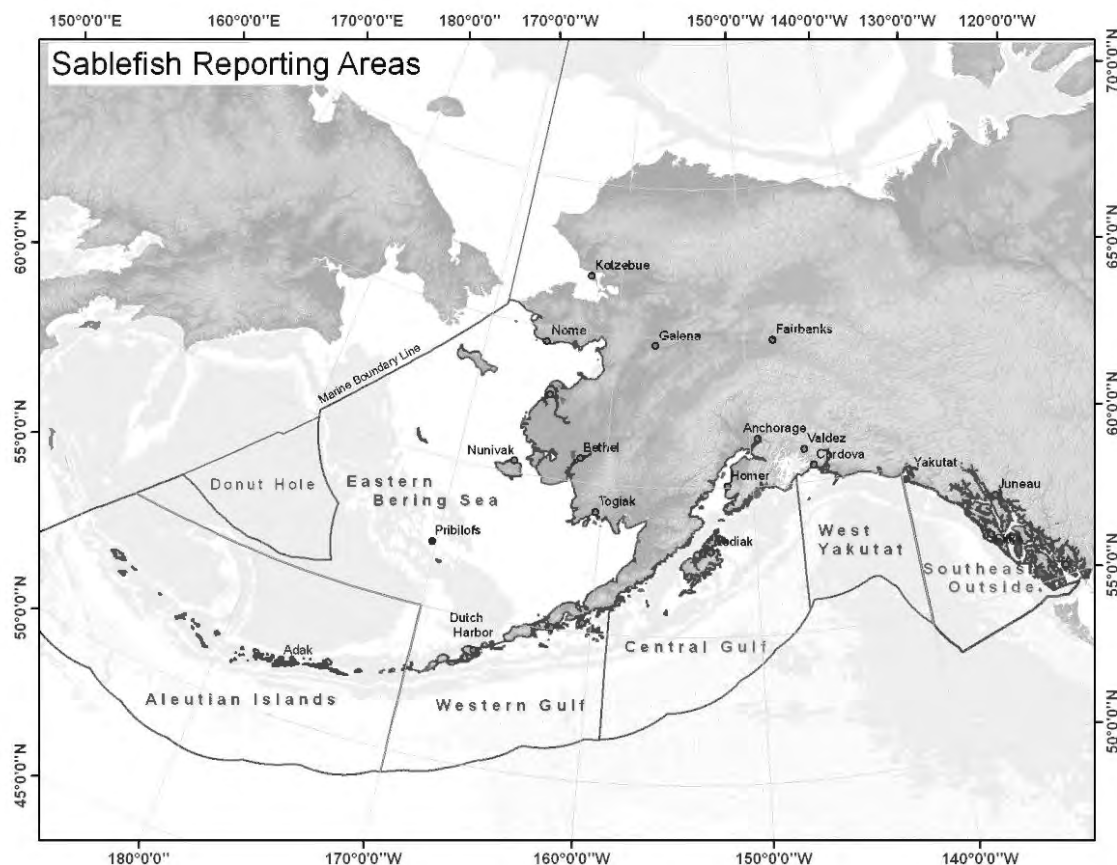 150°0'0"E
160°0'0"E
170°0'0"E
180°0'0"
170°0'0"W
150°0'0"W
140°0'0"W
130°0'0"W
120°0'0"W
Sablefish Reporting Areas
70°0'0"N
65°0'0"N
60°0'0"N
60°0'0"N
55°0'0"N
55°0'0"N
50°0'0"N
50°0'0"N
45°0'0"N
Kotzebue
Nome
Galena
Fairbanks
Marine Boundary Line
Anchorage
Valdez
Cordova
Nunivak
Bethel
Homer
Yakutat
Juneau
Donut Hole
Eastern
Bering Sea
Togiak
Pribilofs
Kodiak
West
Yakutat
Southeast
Outside
Dutch
Harbor
Adak
Central Gulf
Aleutian Islands
Western Gulf
180°0'0"
170°0'0"W
160°0'0"W
150°0'0"W
140°0'0"W